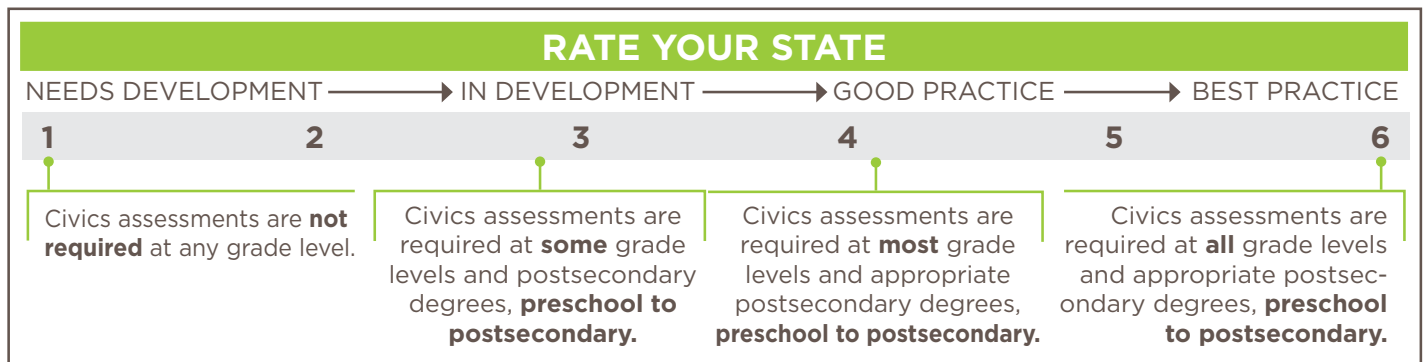 RATE YOUR STATE
NEEDS DEVELOPMENT IN DEVELOPMENT GOOD PRACTICE BEST PRACTICE
1 2 3 4 5 6
Civics assessments are not
required at any grade level.
Civics assessments are
required at some grade
levels and postsecondary
degrees, preschool to
postsecondary.
Civics assessments are
required at most grade
levels and appropriate
postsecondary degrees,
preschool to postsecondary.
Civics assessments are
required at all grade levels
and appropriate postsec-
ondary degrees, preschool
to postsecondary.